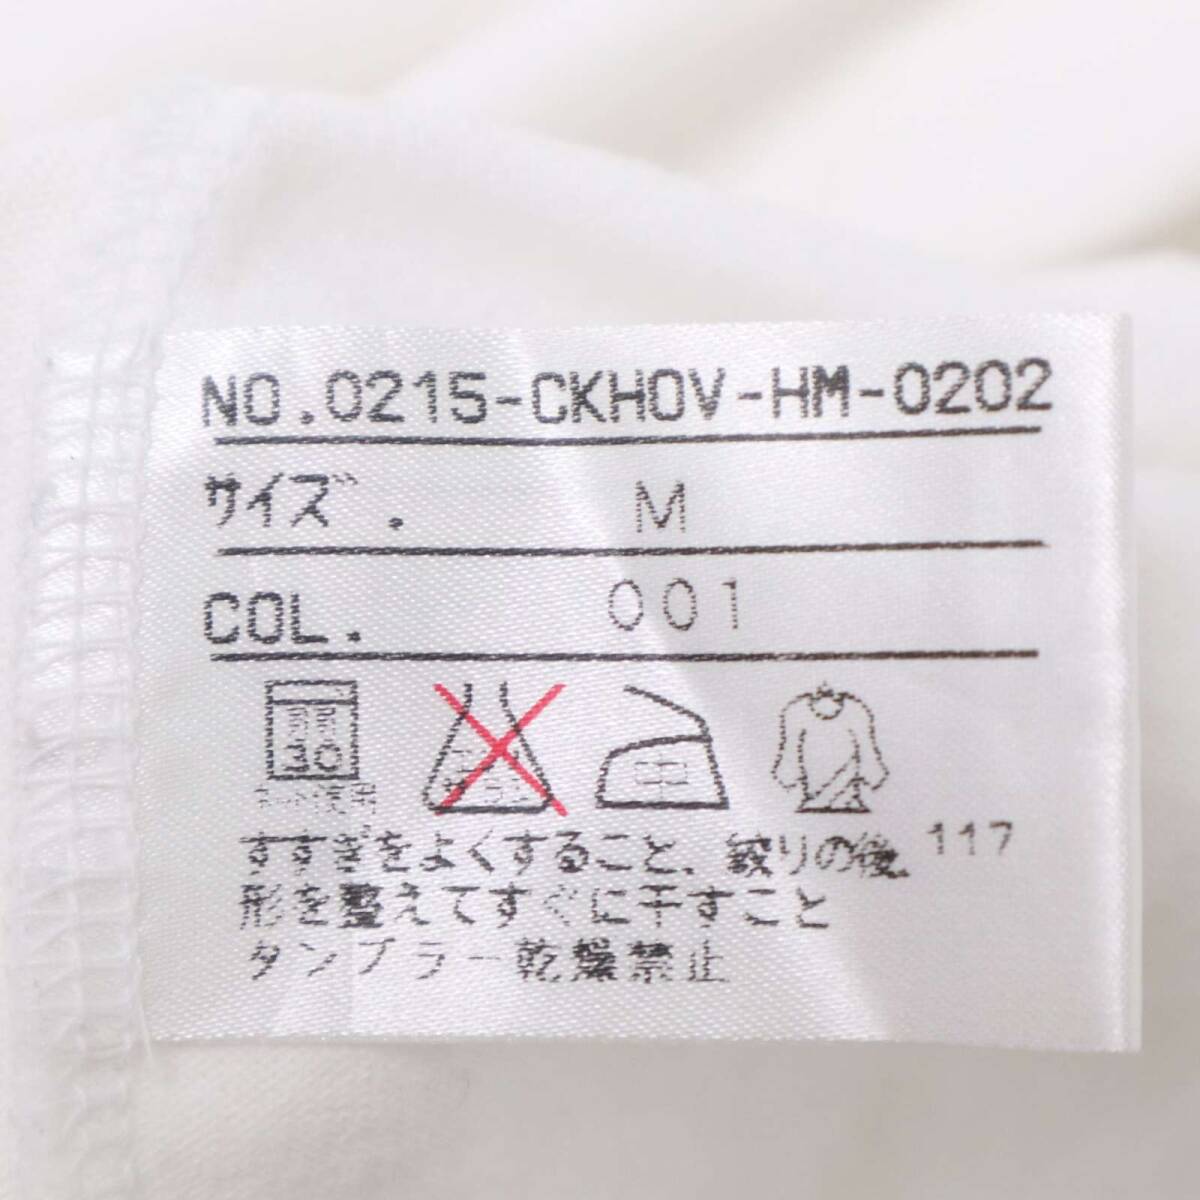 NO.0215-CKHOV-HM-0202
サイズ. M
COL. 001
30
すすぎをよくすること、絞りの後、117
形を整えてすぐに干すこと
タンブラー乾燥禁止